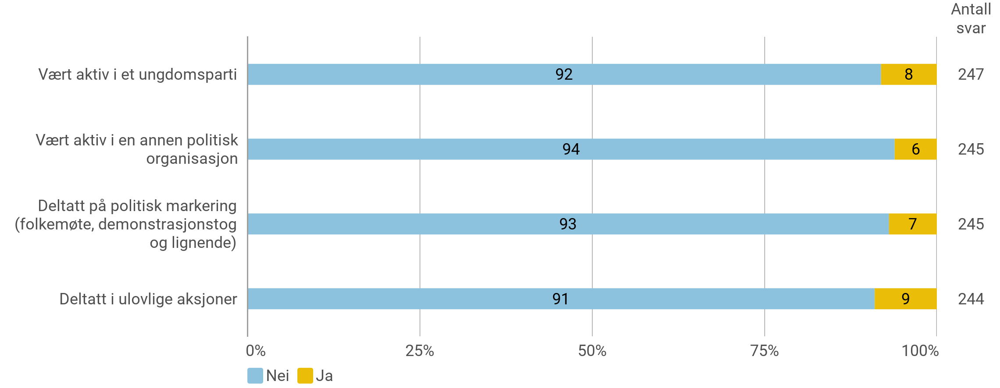 Antall
svar
Vært aktiv i et ungdomsparti 92 8 247
Vært aktiv i en annen politisk
organisasjon 94 6 245
Deltatt på politisk markering
(folkemøte, demonstrasjonstog 93 7 245
og lignende)
Deltatt i ulovlige aksjoner 91 9 244
0% 25% 50% 75% 100%
Nei Ja